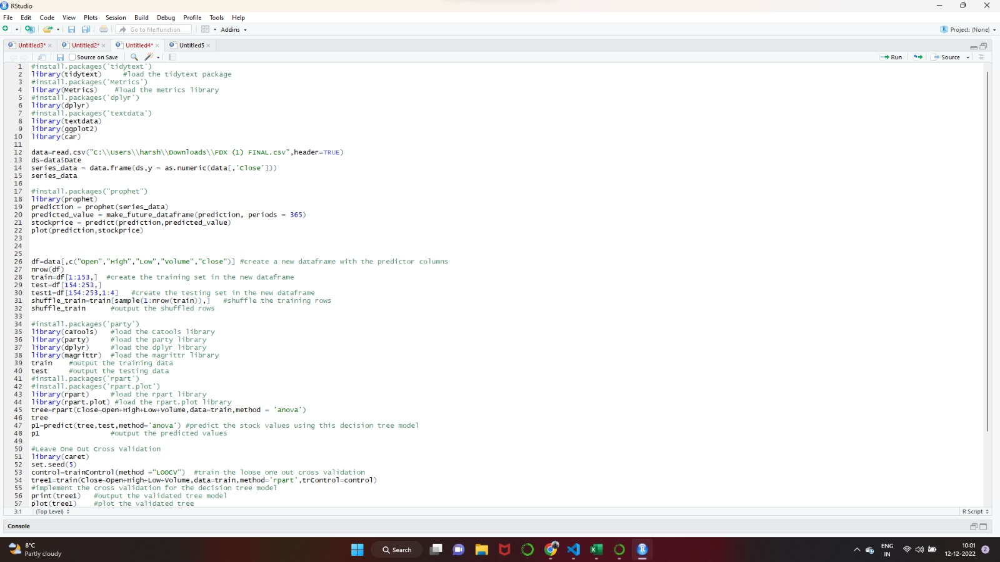 RStudio
File Edit Code View Plots Session Build Debug Profile Tools Help
Go to file/function Addins Project: (None)
Untitled3* Untitled2* Untitled4* Untitled5
Source on Save Run Source
1 #install.packages('tidytext')
2 library(tidytext) #load the tidytext package
3 #install.packages('Metrics')
4 library(Metrics) #load the metrics library
5 #install.packages('dplyr')
6 library(dplyr)
7 #install.packages('textdata')
8 library(textdata)
9 library(ggplot2)
10 library(car)
11
12 data=read.csv("C:\\Users\\harsh\\Downloads\\FDX (1) FINAL.csv",header=TRUE)
13 ds=data$Date
14 series_data = data.frame(ds,y = as.numeric(data[,'Close']))
15 series_data
16
17 #install.packages("prophet")
18 library(prophet)
19 prediction = prophet(series_data)
20 predicted_value = make_future_dataframe(prediction, periods = 365)
21 stockprice = predict(prediction,predicted_value)
22 plot(prediction,stockprice)
23
24
25
26 df=data[,c("Open","High","Low","Volume","Close")] #create a new dataframe with the predictor columns
27 nrow(df)
28 train=df[1:153,] #create the training set in the new dataframe
29 test=df[154:253,]
30 test1=df[154:253,1:4] #create the testing set in the new dataframe
31 shuffle_train=train[sample(1:nrow(train)),] #shuffle the training rows
32 shuffle_train #output the shuffled rows
33
34 #install.packages('party')
35 library(caTools) #load the Catools library
36 library(party) #load the party library
37 library(dplyr) #load the dplyr library
38 library(magrittr) #load the magrittr library
39 train #output the training data
40 test #output the testing data
41 #install.packages('rpart')
42 #install.packages('rpart.plot')
43 library(rpart) #load the rpart library
44 library(rpart.plot) #load the rpart.plot library
45 tree=rpart(Close~Open+High+Low+Volume,data=train,method = 'anova')
46 tree
47 p1=predict(tree,test,method='anova') #predict the stock values using this decision tree model
48 p1 #output the predicted values
49
50 #Leave One Out Cross Validation
51 library(caret)
52 set.seed(5)
53 control=trainControl(method ="LOOCV") #train the loose one out cross validation
54 tree1=train(Close~Open+High+Low+Volume,data=train,method='rpart',trControl=control)
55 #implement the cross validation for the decision tree model
56 print(tree1) #output the validated tree model
57 plot(tree1) #plot the validated tree
3:1 (Top Level) R Script
Console
8°C
Partly cloudy
Search
ENG
IN
10:01
12-12-2022
2